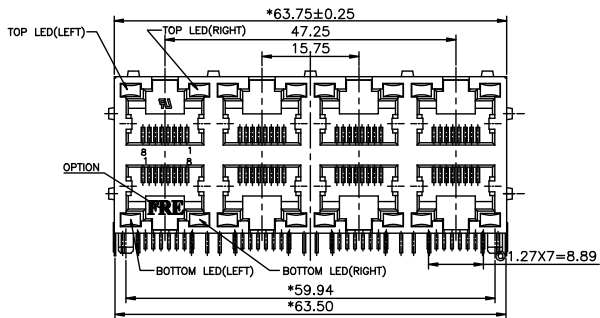 *63.75±0.25
47.25
15.75
TOP LED(LEFT)
TOP LED(RIGHT)
8 1
1 8
OPTION
FRE
BOTTOM LED(LEFT)
BOTTOM LED(RIGHT)
1.27X7=8.89
*59.94
*63.50